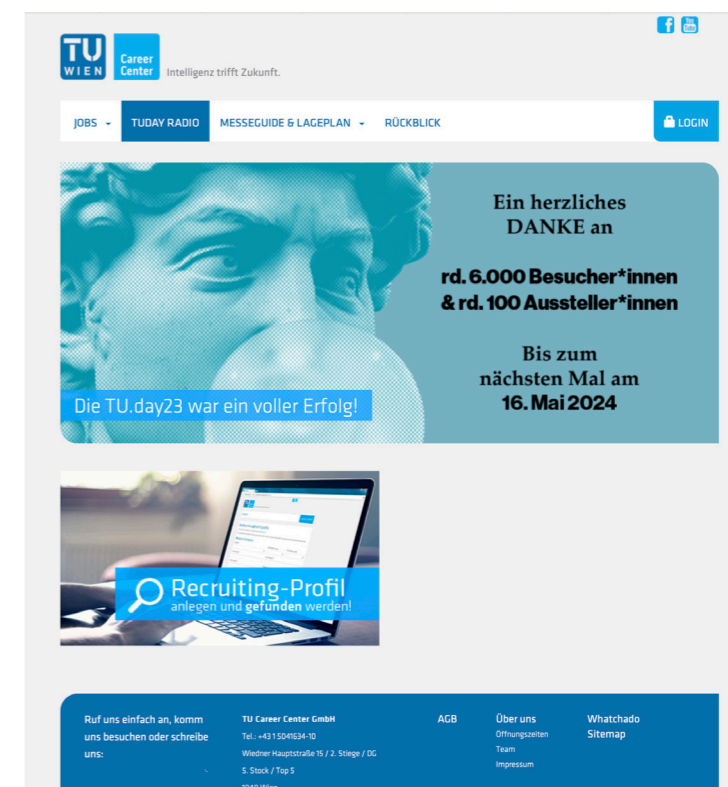 f You Tube
TU WIEN
Career Center
Intelligenz trifft Zukunft.
JOBS TUDAY RADIO MESSEGUIDE & LAGEPLAN RÜCKBLICK LOGIN
Ein herzliches
DANKE an
rd. 6.000 Besucher*innen
& rd. 100 Aussteller*innen
Bis zum
nächsten Mal am
16. Mai 2024
Die TU.day23 war ein voller Erfolg!
Recruiting-Profil
anlegen und gefunden werden!
Ruf uns einfach an, komm
uns besuchen oder schreibe
uns:
TU Career Center GmbH
Tel.: +43 1 5041634-10
Wiedner Hauptstraße 15 / 2. Stiege / DG
5. Stock / Top 5
1040 Wien
AGB
Über uns
Öffnungszeiten
Team
Impressum
Whatchado
Sitemap